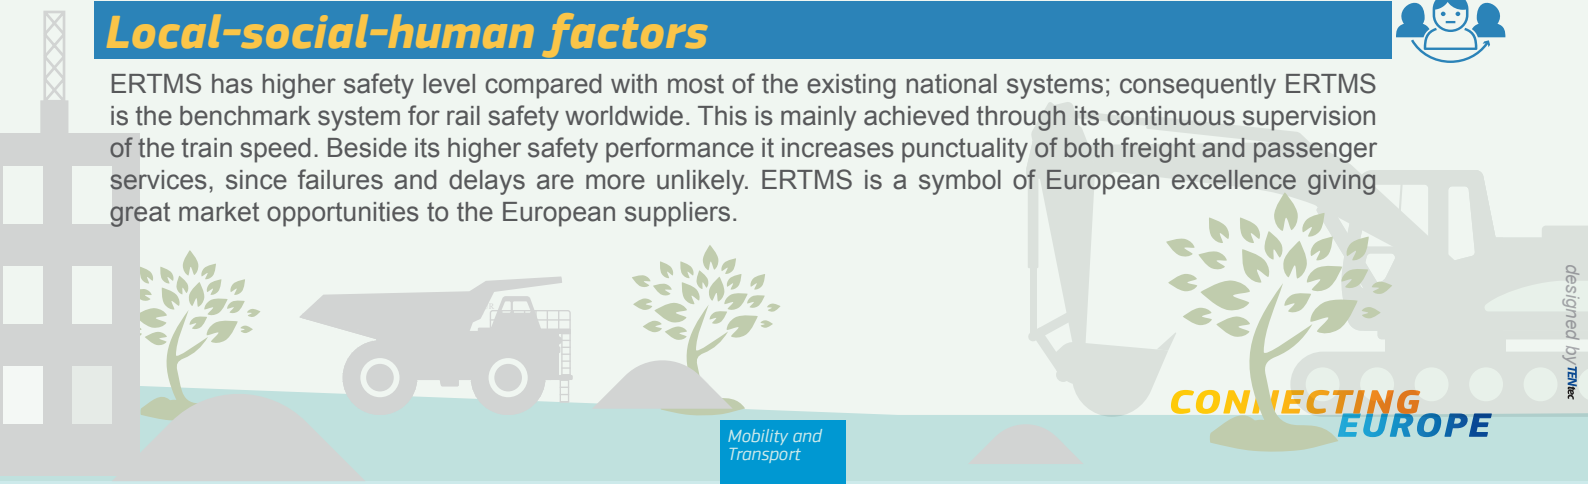 Local-social-human factors
ERTMS has higher safety level compared with most of the existing national systems; consequently ERTMS
is the benchmark system for rail safety worldwide. This is mainly achieved through its continuous supervision
of the train speed. Beside its higher safety performance it increases punctuality of both freight and passenger
services, since failures and delays are more unlikely. ERTMS is a symbol of European excellence giving
great market opportunities to the European suppliers.
designed by TENtec
CONNECTING
EUROPE
Mobility and
Transport